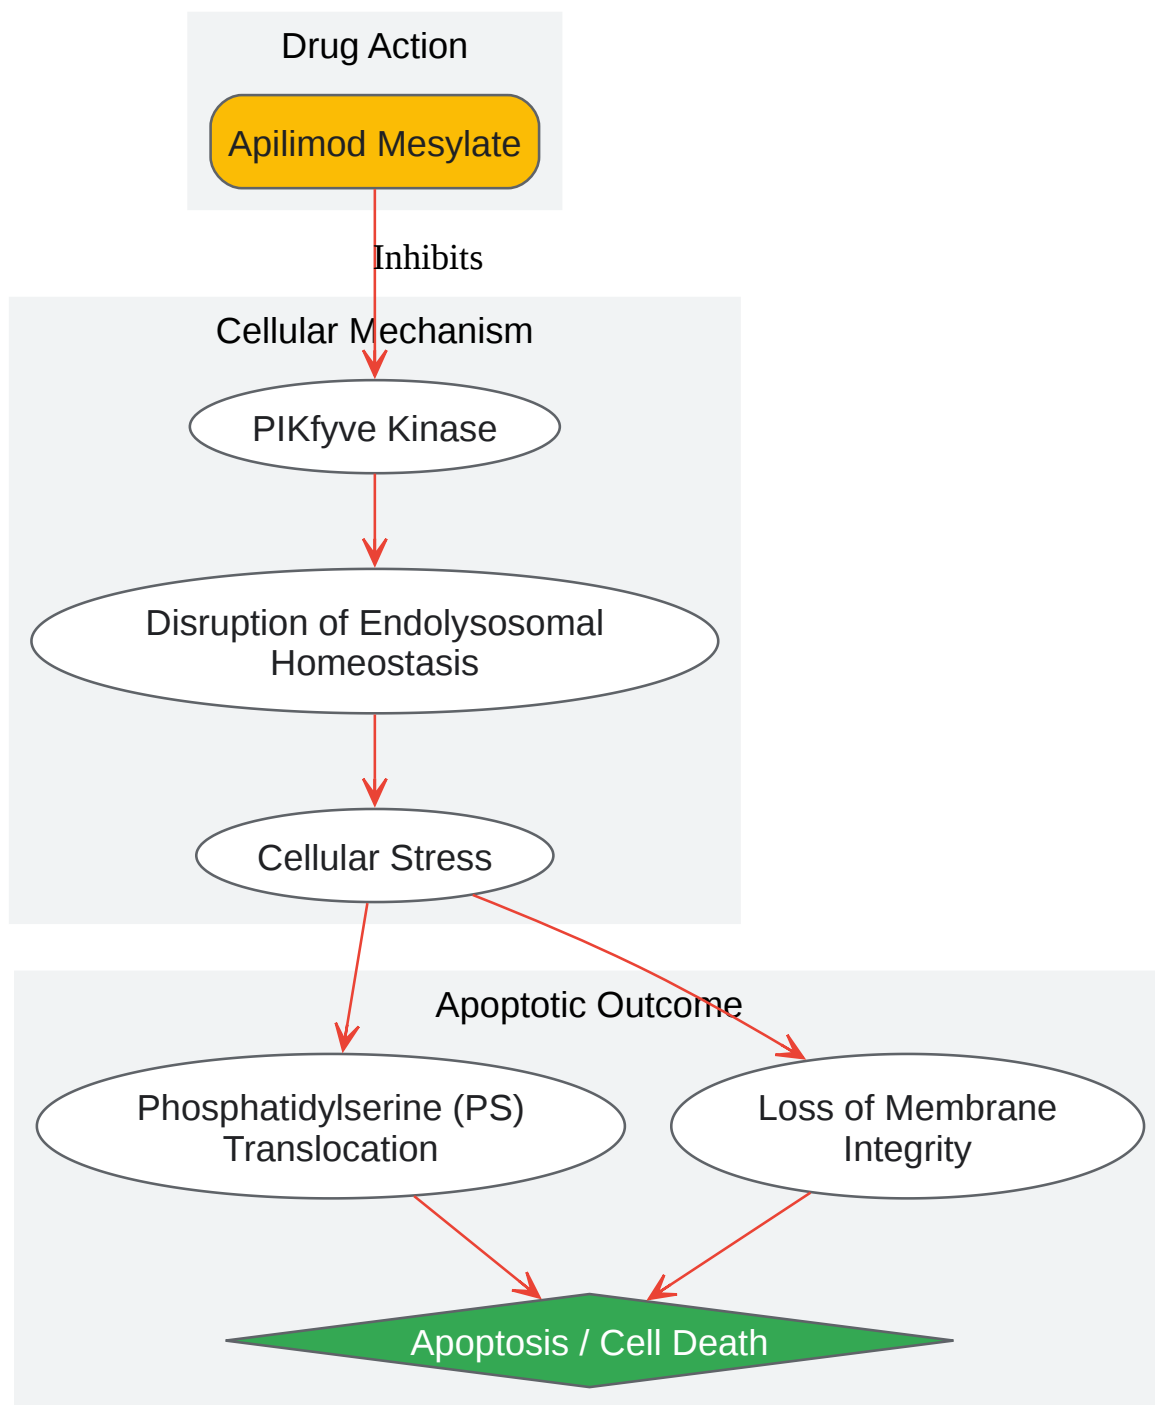 Drug Action
Apilimod Mesylate
Inhibits
Cellular Mechanism
PIKfyve Kinase
Disruption of Endolysosomal
Homeostasis
Cellular Stress
Apoptotic Outcome
Phosphatidylserine (PS)
Translocation
Loss of Membrane
Integrity
Apoptosis / Cell Death